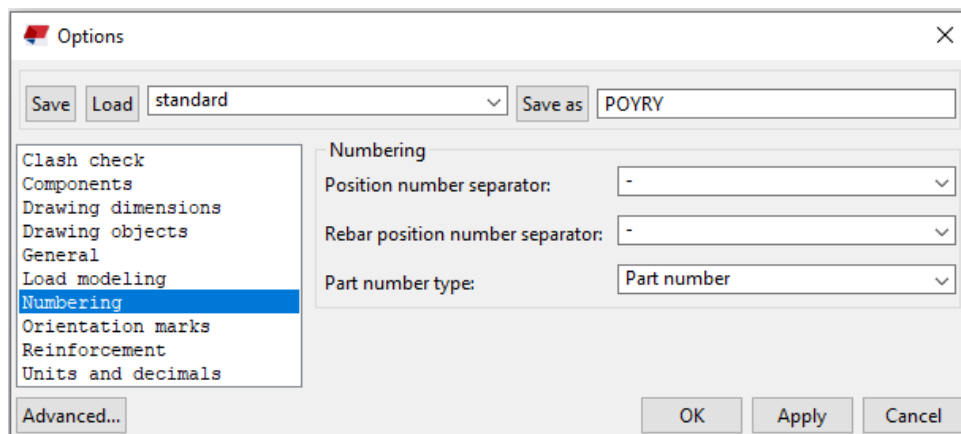 Options
Save Load standard Save as POYRY
Clash check
Components
Drawing dimensions
Drawing objects
General
Load modeling
Numbering
Orientation marks
Reinforcement
Units and decimals
Numbering
Position number separator: -
Rebar position number separator: -
Part number type: Part number
Advanced... OK Apply Cancel